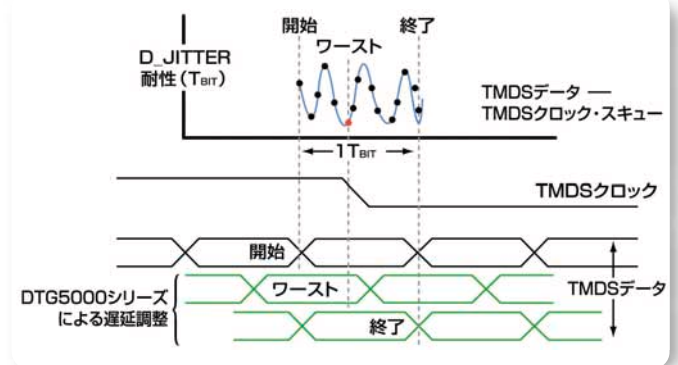 開始
終了
ワースト
D_JITTER
耐性(TBIT)
TMDSデータ —
TMDSクロック・スキュー
1TBIT
TMDSクロック
開始
ワースト
終了
TMDSデータ
DTG5000シリーズ
による遅延調整